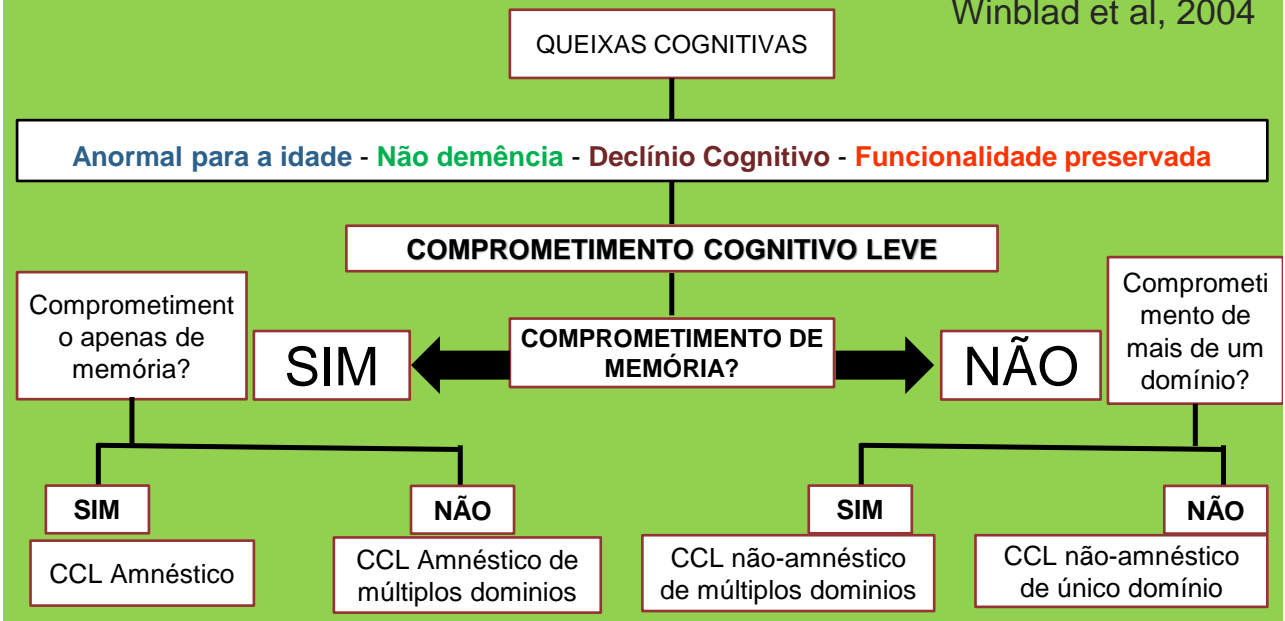 Winblad et al, 2004
QUEIXAS COGNITIVAS
Anormal para a idade - Não demência - Declínio Cognitivo - Funcionalidade preservada
COMPROMETIMENTO COGNITIVO LEVE
Compromentiment
o apenas de
memória?
SIM
COMPROMETIMENTO DE
MEMÓRIA?
NÃO
Comprometi
mento de
mais de um
domínio?
SIM
NÃO
SIM
NÃO
CCL Amnéstico
CCL Amnéstico de
múltiplos dominios
CCL não-amnéstico
de múltiplos dominios
CCL não-amnéstico
de único domínio